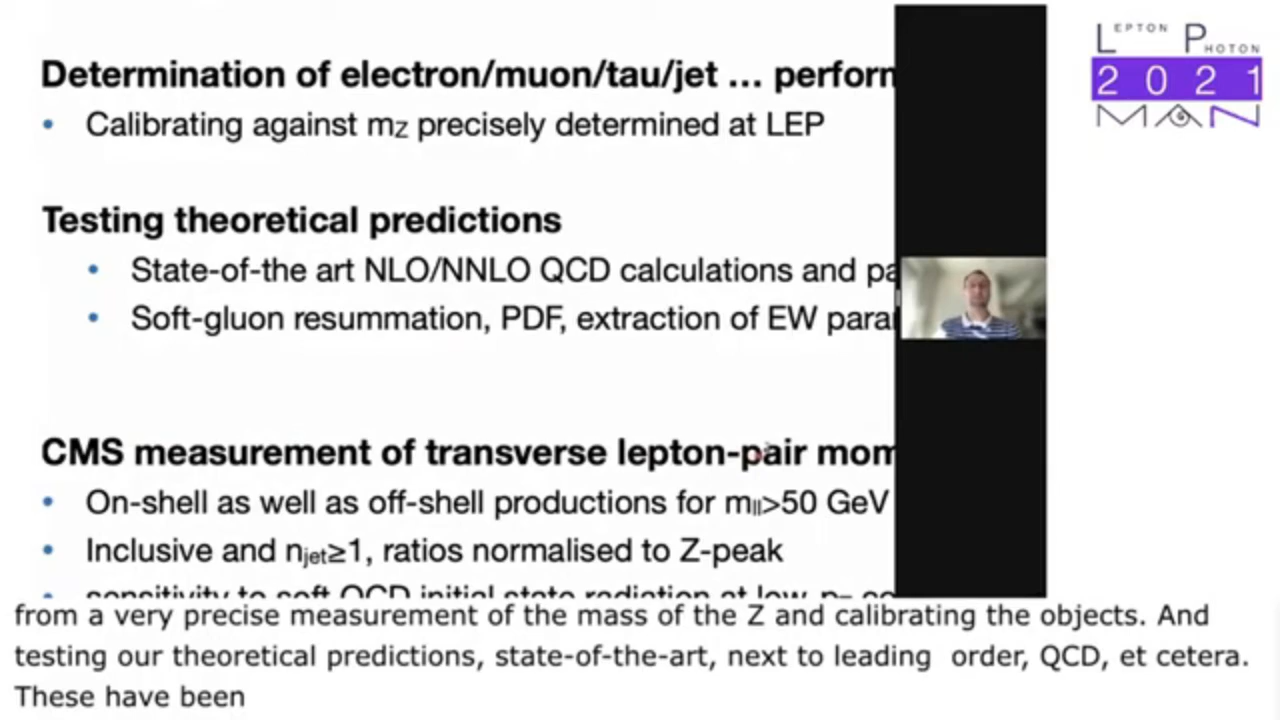 Determination of electron/muon/tau/jet ... perform
• Calibrating against mZ precisely determined at LEP
Testing theoretical predictions
• State-of-the art NLO/NNLO QCD calculations and pa
• Soft-gluon resummation, PDF, extraction of EW para
CMS measurement of transverse lepton-pair mom
• On-shell as well as off-shell productions for mll>50 GeV
• Inclusive and njet≥1, ratios normalised to Z-peak
• sensitivity to soft QCD initial state radiation at low
from a very precise measurement of the mass of the Z and calibrating the objects. And
testing our theoretical predictions, state-of-the-art, next to leading  order, QCD, et cetera.
These have been
LEPTON PHOTON
2021
MAN